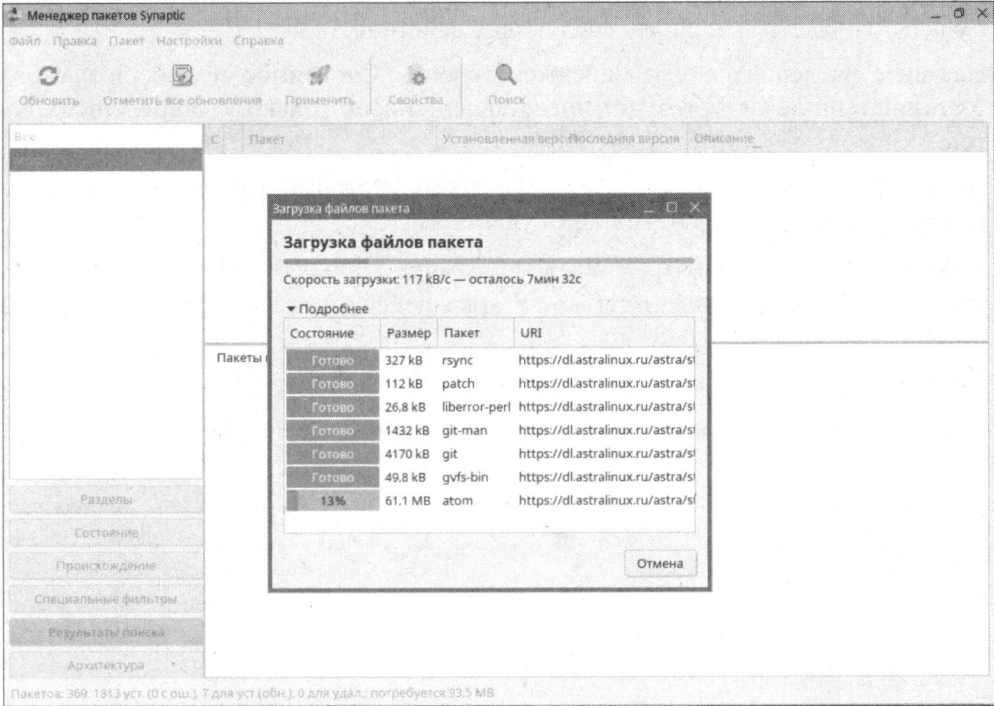 Менеджер пакетов Synaptic
Файл Правка Пакет Настройки Справка
Обновить Отметить все обновления Применить Свойства Поиск
Все
С Пакет Установленная верс Последняя версия Описание
Загрузка файлов пакета
Загрузка файлов пакета
Скорость загрузки: 117 kB/с — осталось 7мин 32с
Подробнее
Состояние Размер Пакет URI
Готово 327 kB rsync https://dl.astralinux.ru/astra/st
Готово 112 kB patch https://dl.astralinux.ru/astra/st
Готово 26,8 kB liberror-perl https://dl.astralinux.ru/astra/st
Готово 1432 kB git-man https://dl.astralinux.ru/astra/st
Готово 4170 kB git https://dl.astralinux.ru/astra/st
Готово 49,8 kB gvfs-bin https://dl.astralinux.ru/astra/st
13% 61.1 MB atom https://dl.astralinux.ru/astra/st
Отмена
Пакеты
Разделы
Состояние
Происхождение
Специальные фильтры
Результаты поиска
Архитектура
Пакетов: 369, 1813 уст. (0 с ош.), 7 для уст.(обн.), 0 для удал.; потребуется 93,5 MB